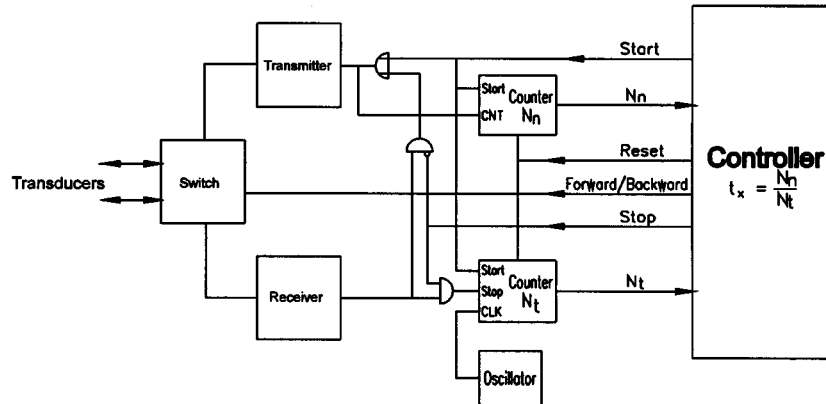 Start
Transmitter
Start
Counter
Nn
CNT
Nn
Reset
Controller
tx = Nn/Nt
Transducers
Switch
Forward/Backward
Stop
Receiver
Start
Counter
Nt
Stop
CLK
Nt
Oscillator